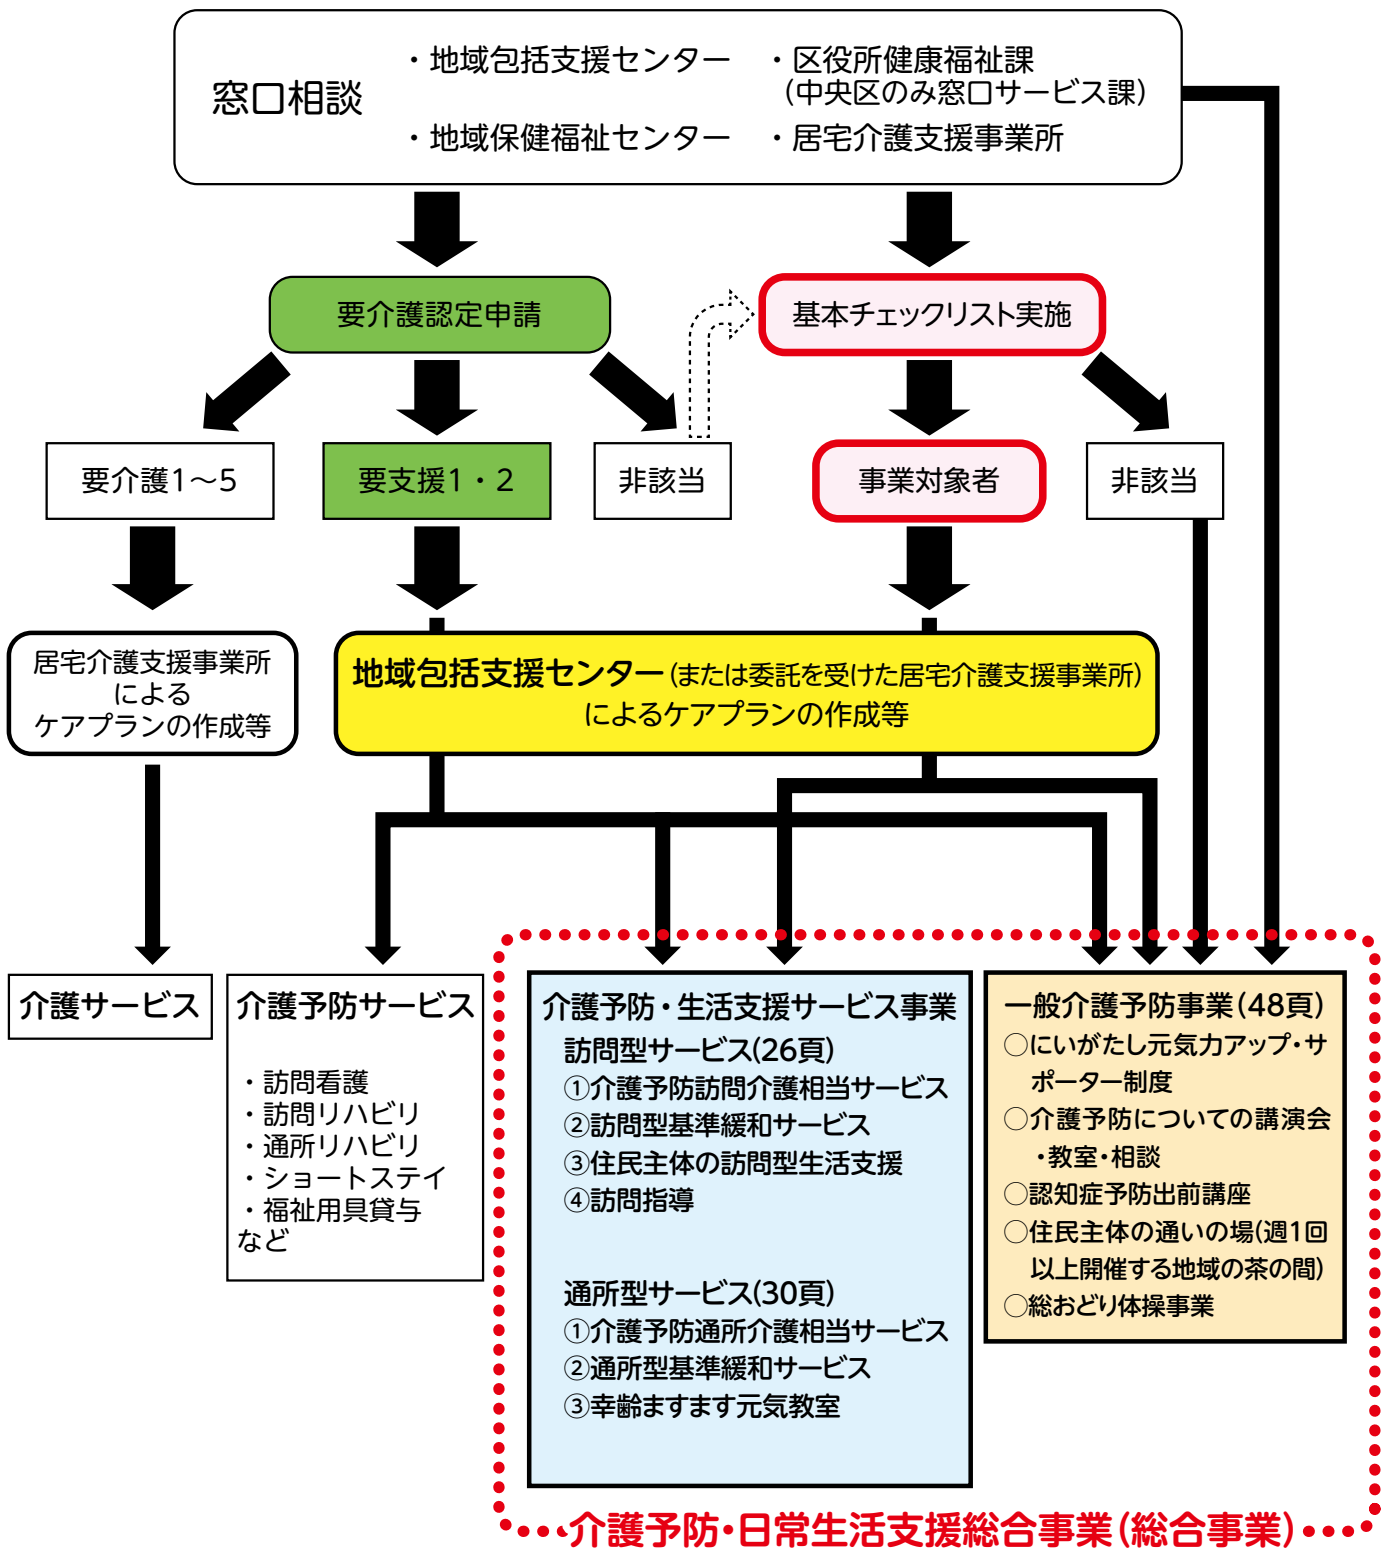 窓口相談
・地域包括支援センター
・区役所健康福祉課
（中央区のみ窓口サービス課）
・地域保健福祉センター
・居宅介護支援事業所
要介護認定申請
基本チェックリスト実施
要介護1～5
要支援1・2
非該当
事業対象者
非該当
居宅介護支援事業所
による
ケアプランの作成等
地域包括支援センター（または委託を受けた居宅介護支援事業所）
によるケアプランの作成等
介護サービス
介護予防サービス
・訪問看護
・訪問リハビリ
・通所リハビリ
・ショートステイ
・福祉用具貸与
など
介護予防・生活支援サービス事業
訪問型サービス(26頁)
①介護予防訪問介護相当サービス
②訪問型基準緩和サービス
③住民主体の訪問型生活支援
④訪問指導
通所型サービス(30頁)
①介護予防通所介護相当サービス
②通所型基準緩和サービス
③幸齢ますます元気教室
一般介護予防事業（48頁）
○にいがたし元気力アップ・サ
ポーター制度
○介護予防についての講演会
・教室・相談
○認知症予防出前講座
○住民主体の通いの場(週1回
以上開催する地域の茶の間)
○総おどり体操事業
介護予防・日常生活支援総合事業（総合事業）